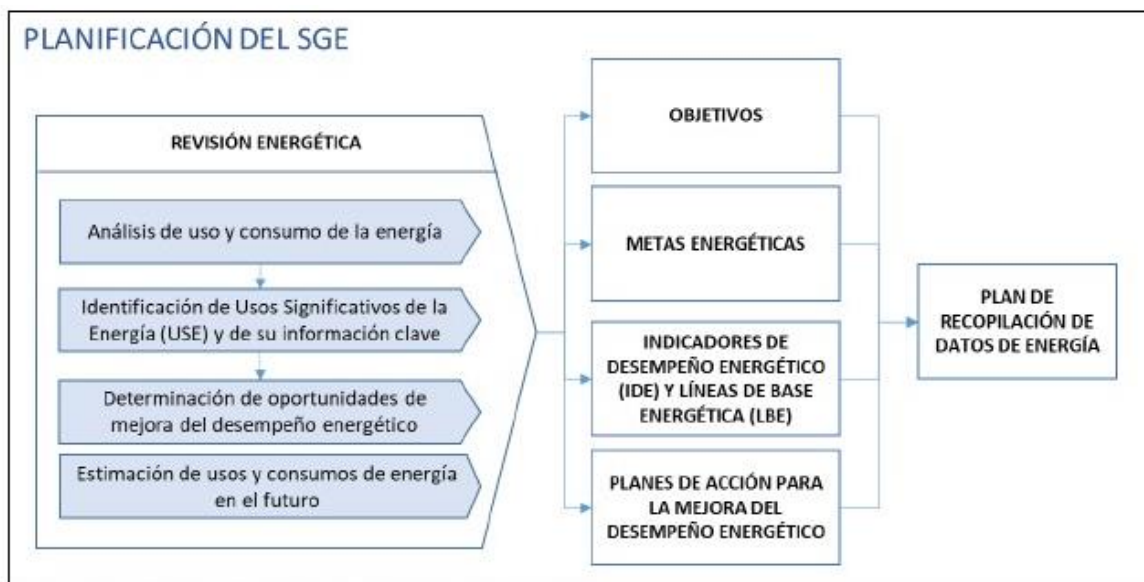 PLANIFICACIÓN DEL SGE
REVISIÓN ENERGÉTICA
Análisis de uso y consumo de la energía
Identificación de Usos Significativos de la
Energía (USE) y de su información clave
Determinación de oportunidades de
mejora del desempeño energético
Estimación de usos y consumos de energía
en el futuro
OBJETIVOS
METAS ENERGÉTICAS
INDICADORES DE
DESEMPEÑO ENERGÉTICO
(IDE) Y LÍNEAS DE BASE
ENERGÉTICA (LBE)
PLANES DE ACCIÓN PARA
LA MEJORA DEL
DESEMPEÑO ENERGÉTICO
PLAN DE
RECOPILACIÓN DE
DATOS DE ENERGÍA